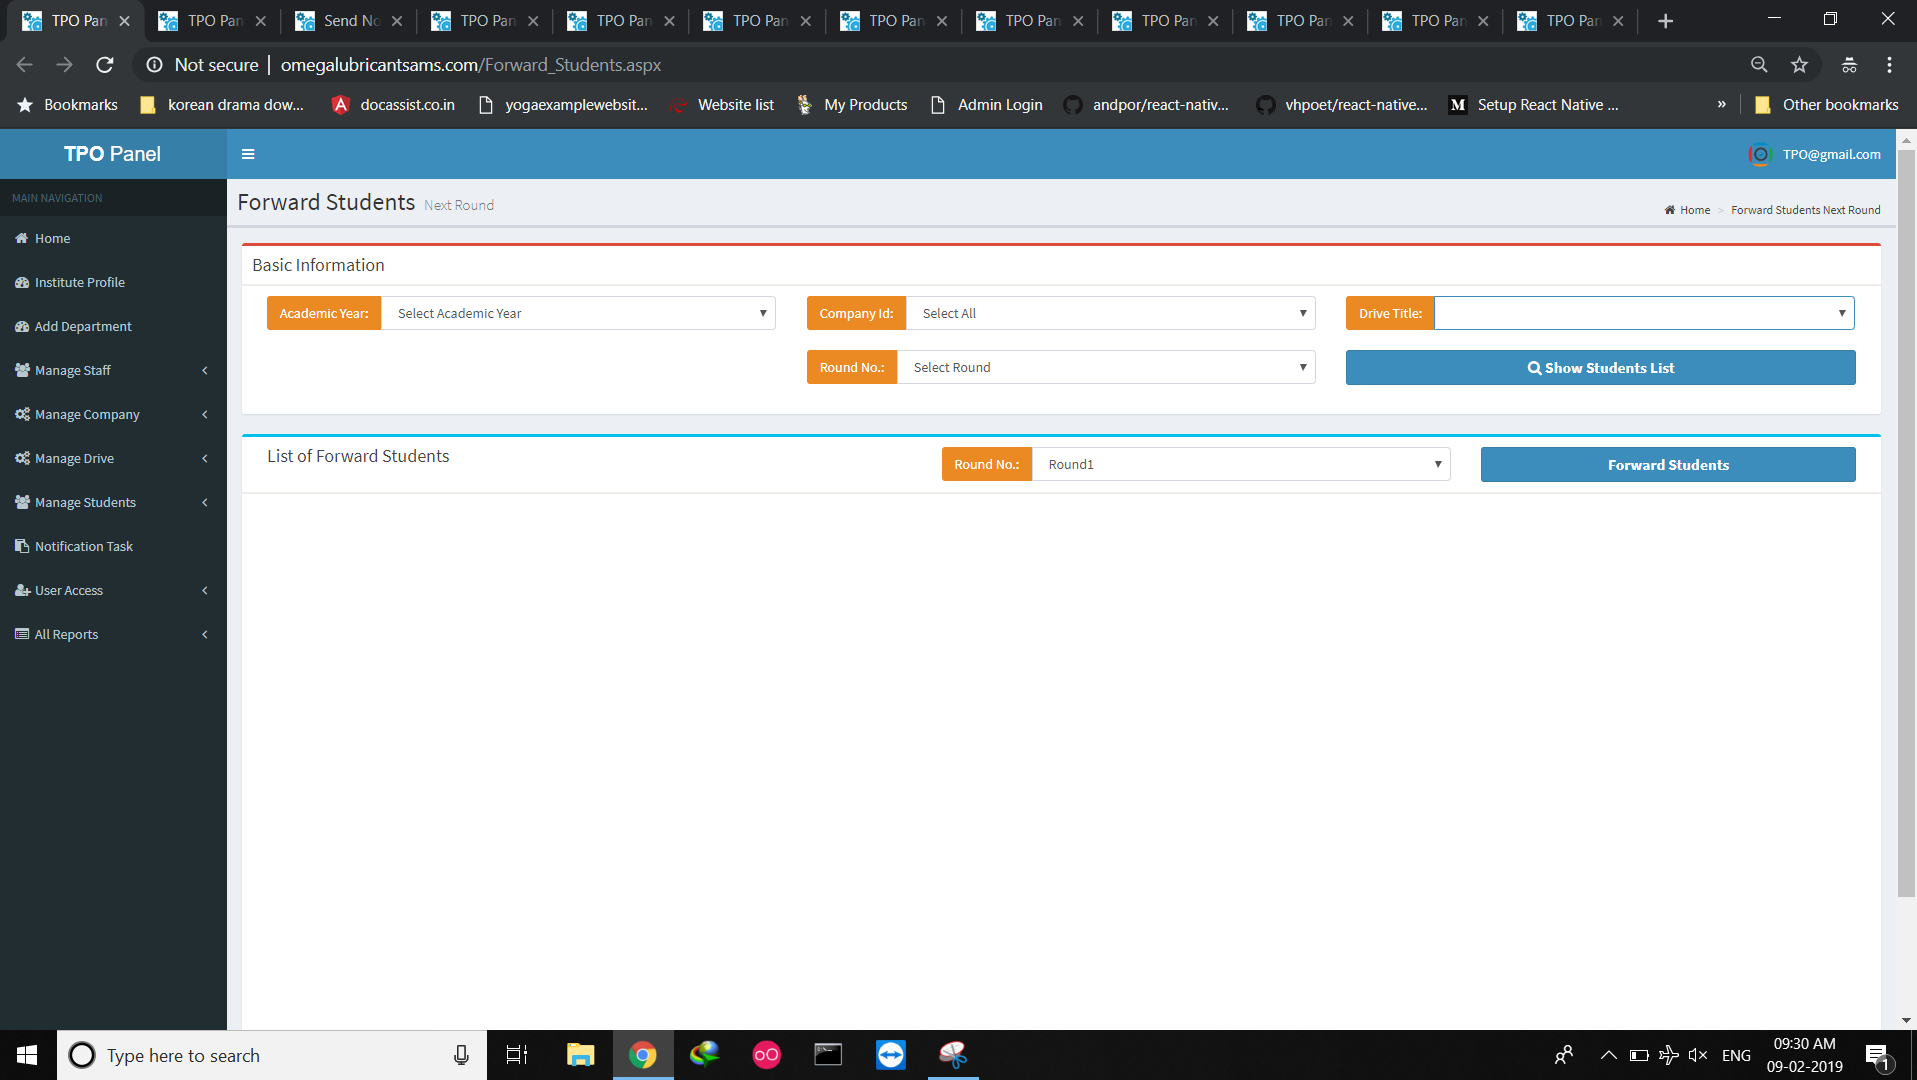 TPO Pan TPO Pan Send No TPO Pan TPO Pan TPO Pan TPO Pan TPO Pan TPO Pan TPO Pan TPO Pan TPO Pan
Not secure | omegalubricantsams.com/Forward_Students.aspx
Bookmarks korean drama dow... docassist.co.in yogaexamplewebsit... Website list My Products Admin Login andpor/react-nativ... vhpoet/react-native... Setup React Native ... » Other bookmarks
TPO Panel
TPO@gmail.com
MAIN NAVIGATION
Home
Institute Profile
Add Department
Manage Staff
Manage Company
Manage Drive
Manage Students
Notification Task
User Access
All Reports
Forward Students Next Round
Home > Forward Students Next Round
Basic Information
Academic Year: Select Academic Year Company Id: Select All Drive Title:
Round No.: Select Round Show Students List
List of Forward Students Round No.: Round1 Forward Students
Type here to search
ENG
09:30 AM
09-02-2019
1